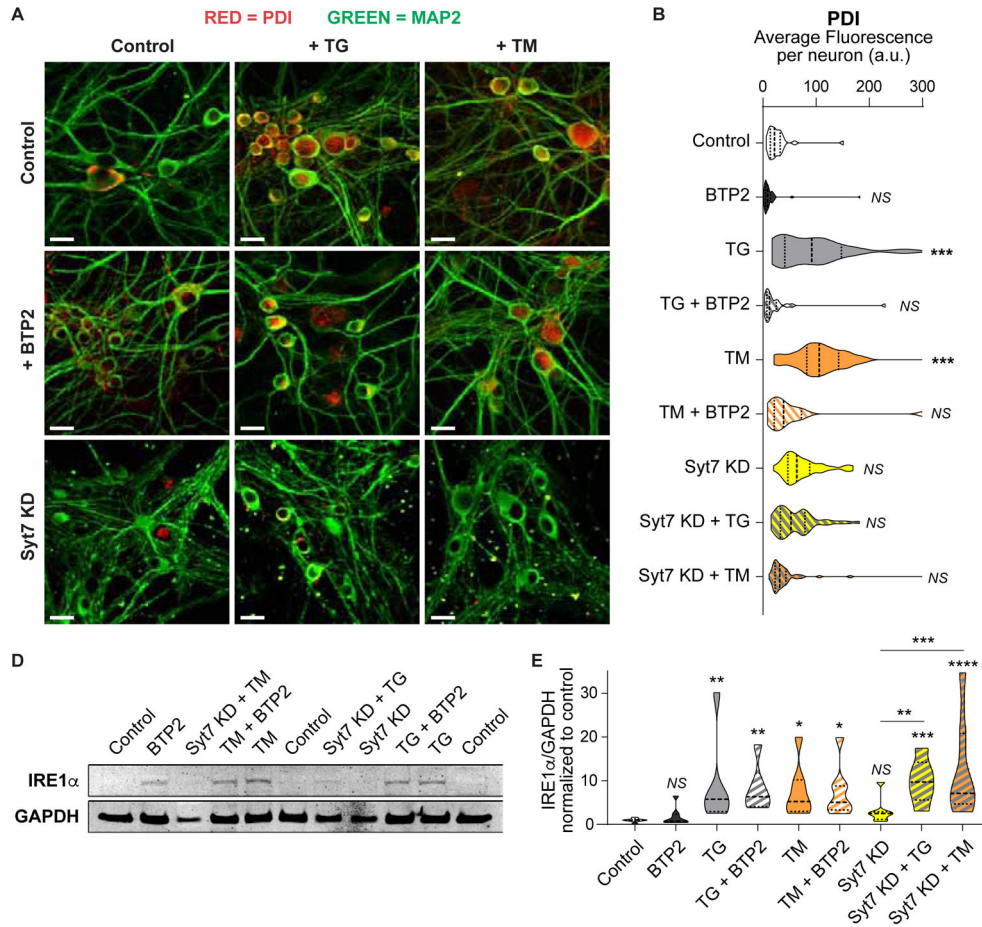 A
RED = PDI GREEN = MAP2
Control + TG + TM
Control
+ BTP2
Syt7 KD
B
PDI
Average Fluorescence
per neuron (a.u.)
0 100 200 300
Control
BTP2 NS
TG ***
TG + BTP2 NS
TM ***
TM + BTP2 NS
Syt7 KD NS
Syt7 KD + TG NS
Syt7 KD + TM NS
D
Control BTP2 Syt7 KD + TM TM + BTP2 TM Control Syt7 KD + TG Syt7 KD TG + BTP2 TG Control
IRE1α
GAPDH
E
IRE1α/GAPDH
normalized to control
30
20
10
0
NS ** ** * * NS *** ****
** ***
Control BTP2 TG TG + BTP2 TM TM + BTP2 Syt7 KD Syt7 KD + TG Syt7 KD + TM